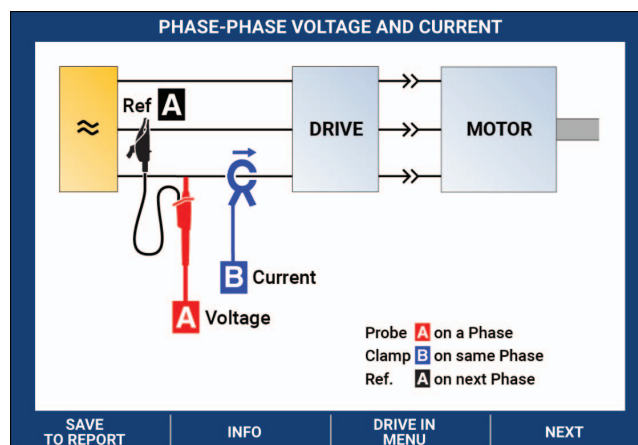 PHASE-PHASE VOLTAGE AND CURRENT
≈
Ref A
DRIVE
MOTOR
B Current
A Voltage
Probe A on a Phase
Clamp B on same Phase
Ref. A on next Phase
SAVE
TO REPORT
INFO
DRIVE IN
MENU
NEXT